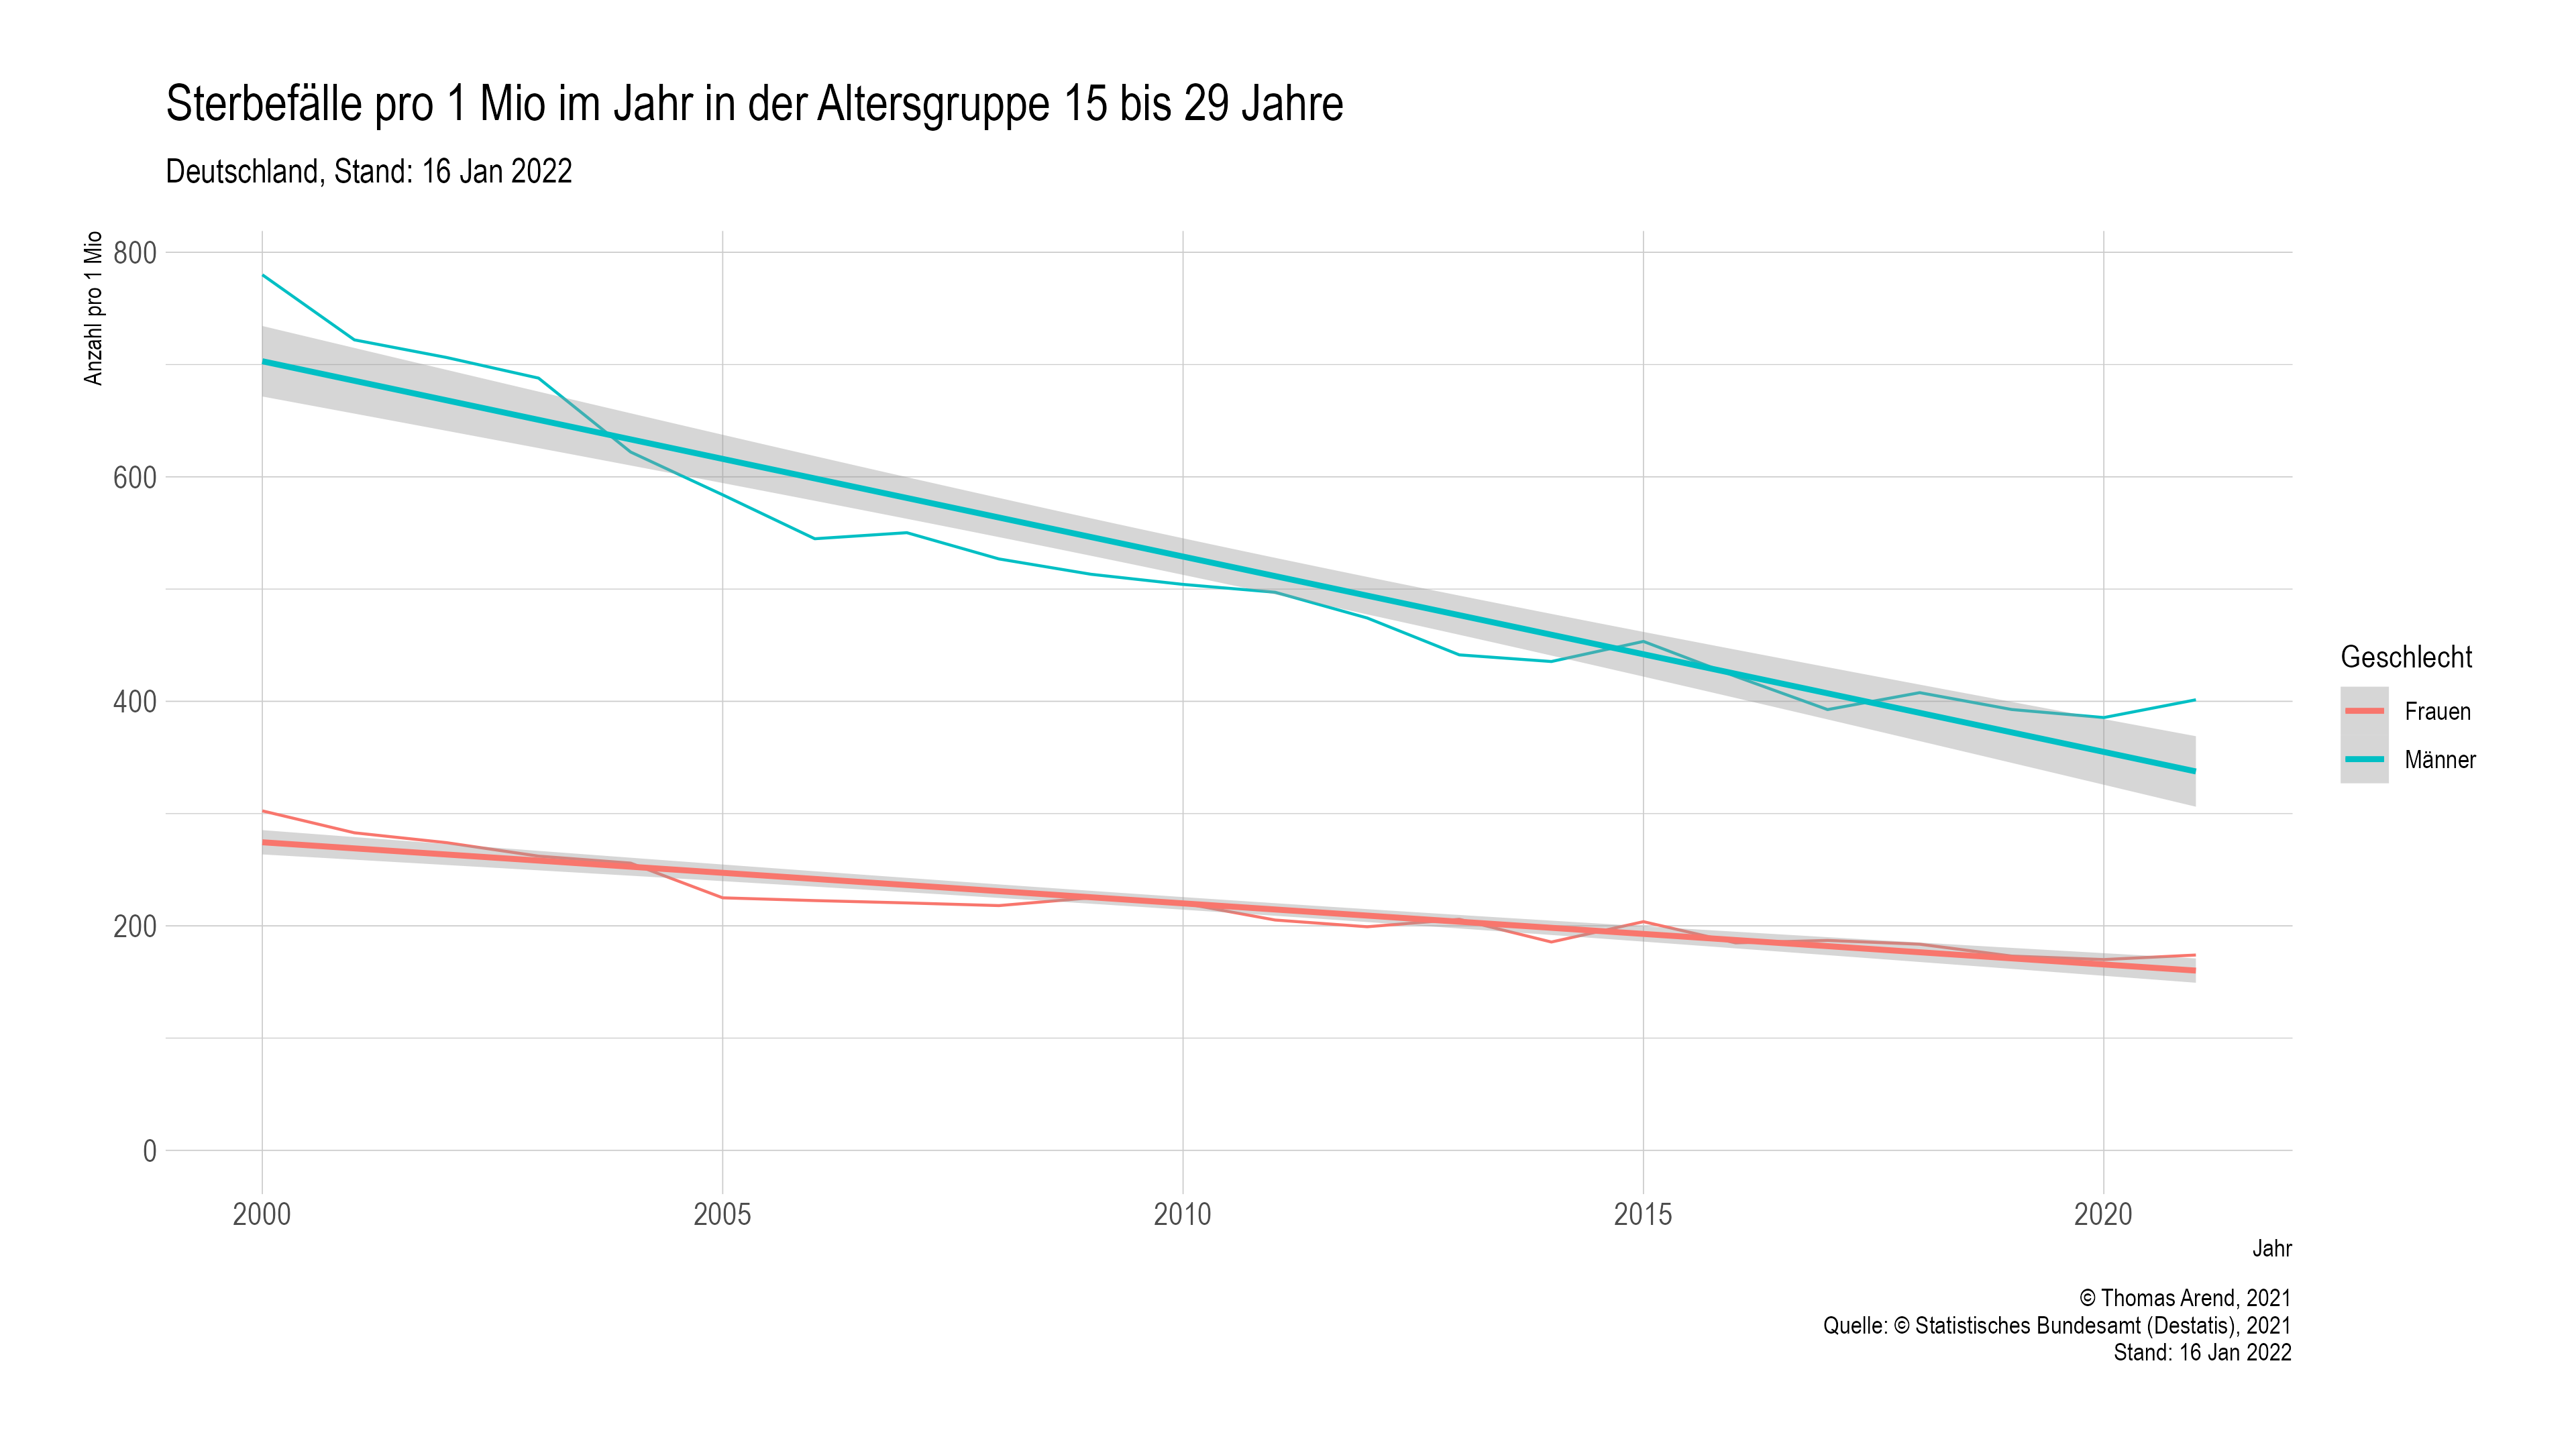 Sterbefälle pro 1 Mio im Jahr in der Altersgruppe 15 bis 29 Jahre
Deutschland, Stand: 16 Jan 2022
Anzahl pro 1 Mio
800
600
400
200
0
2000 2005 2010 2015 2020
Jahr
Geschlecht
Frauen
Männer
© Thomas Arend, 2021
Quelle: © Statistisches Bundesamt (Destatis), 2021
Stand: 16 Jan 2022